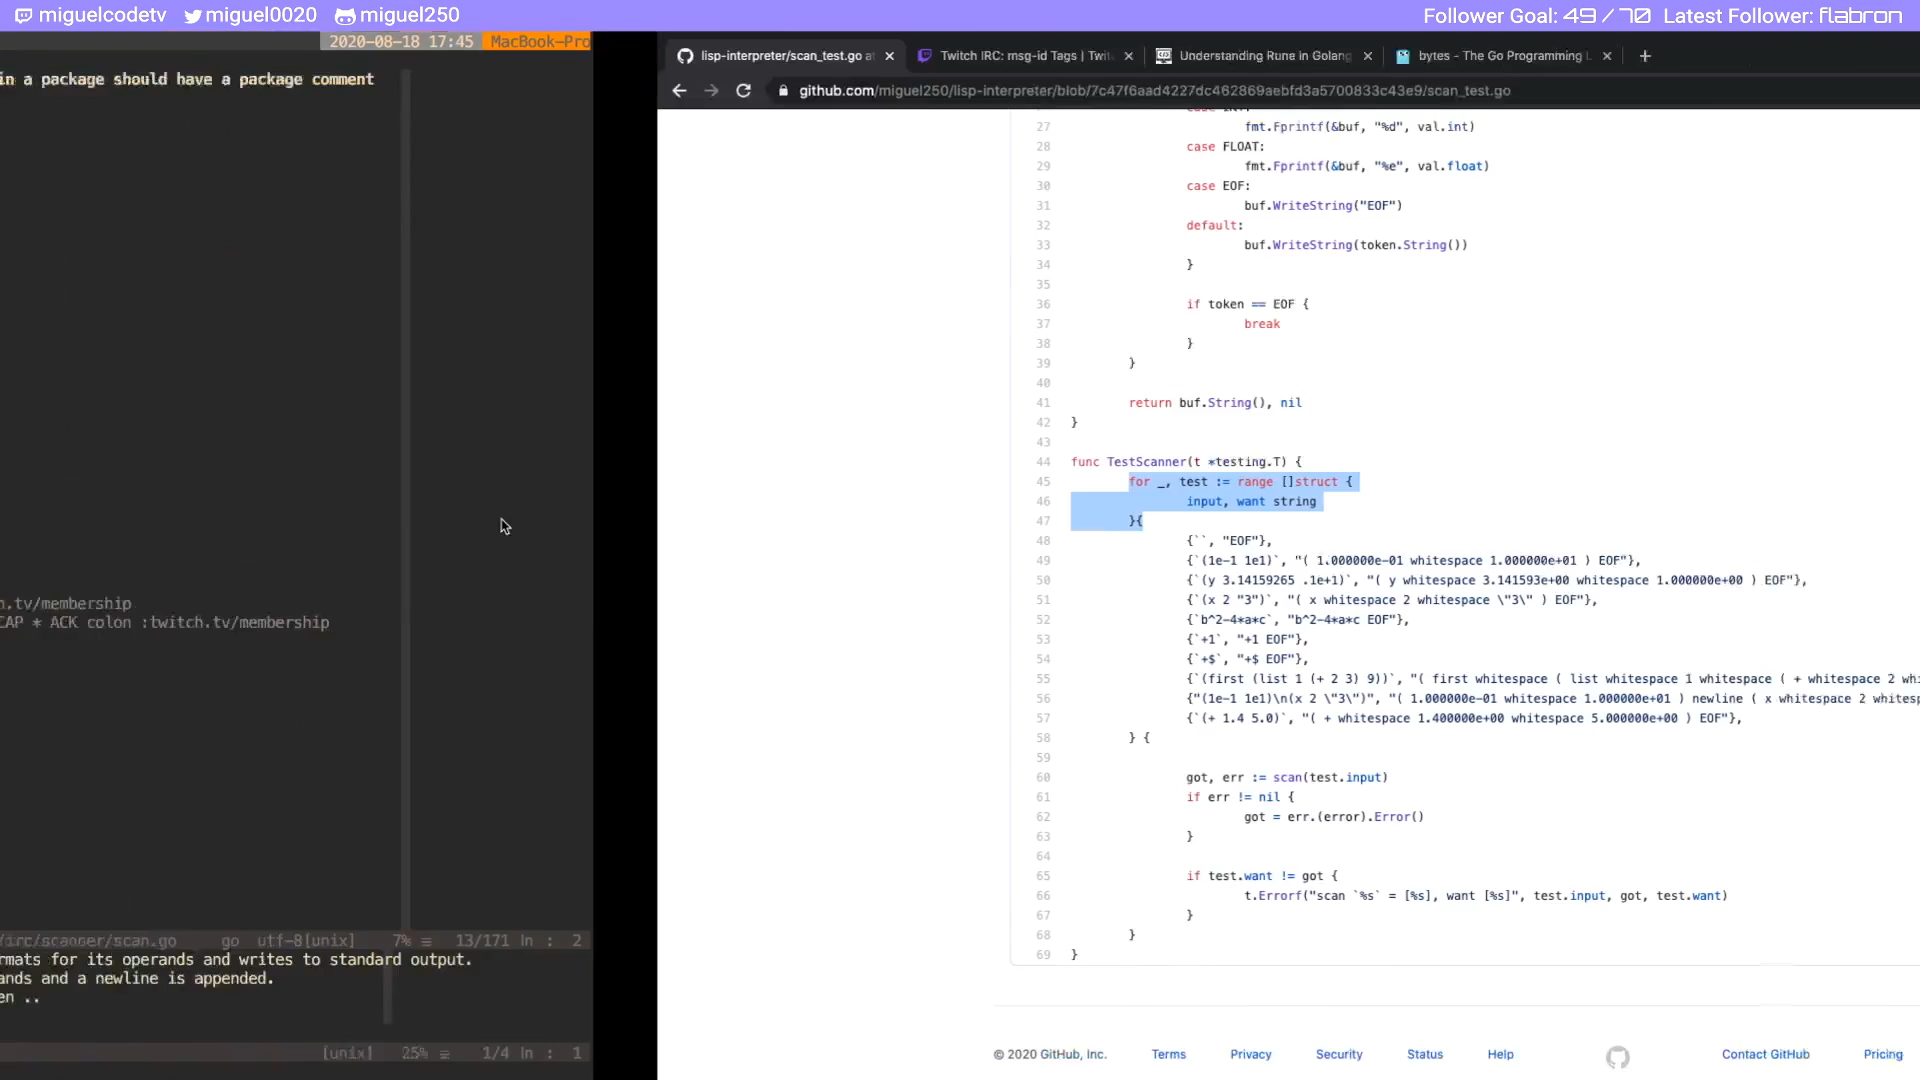 miguelcodetv miguel0020 miguel250 Follower Goal: 49/70 Latest Follower: flabron
2020-08-18 17:45 MacBook-Pro
in a package should have a package comment
n.tv/membership
CAP * ACK colon :twitch.tv/membership
/irc/scanner/scan.go go utf-8[unix] 7% ≡ 13/171 ln : 2
rmats for its operands and writes to standard output.
ands and a newline is appended.
en ..
[unix] 25% ≡ 1/4 ln : 1
lisp-interpreter/scan_test.go at Twitch IRC: msg-id Tags | Twit Understanding Rune in Golang bytes - The Go Programming L
github.com/miguel250/lisp-interpreter/blob/7c47f6aad4227dc462869aebfd3a5700833c43e9/scan_test.go
27 fmt.Fprintf(&buf, "%d", val.int)
28 case FLOAT:
29 fmt.Fprintf(&buf, "%e", val.float)
30 case EOF:
31 buf.WriteString("EOF")
32 default:
33 buf.WriteString(token.String())
34 }
35
36 if token == EOF {
37 break
38 }
39 }
40
41 return buf.String(), nil
42 }
43
44 func TestScanner(t *testing.T) {
45 for _, test := range []struct {
46 input, want string
47 }{
48 {``, "EOF"},
49 {`(1e-1 1e1)`, "( 1.000000e-01 whitespace 1.000000e+01 ) EOF"},
50 {`(y 3.14159265 .1e+1)`, "( y whitespace 3.141593e+00 whitespace 1.000000e+00 ) EOF"},
51 {`(x 2 "3")`, "( x whitespace 2 whitespace \"3\" ) EOF"},
52 {`b^2-4*a*c`, "b^2-4*a*c EOF"},
53 {`+1`, "+1 EOF"},
54 {`+$`, "+$ EOF"},
55 {`(first (list 1 (+ 2 3) 9))`, "( first whitespace ( list whitespace 1 whitespace ( + whitespace 2 whi
56 {"(1e-1 1e1)\n(x 2 \"3\")", "( 1.000000e-01 whitespace 1.000000e+01 ) newline ( x whitespace 2 whitesp
57 {`(+ 1.4 5.0)`, "( + whitespace 1.400000e+00 whitespace 5.000000e+00 ) EOF"},
58 } {
59
60 got, err := scan(test.input)
61 if err != nil {
62 got = err.(error).Error()
63 }
64
65 if test.want != got {
66 t.Errorf("scan `%s` = [%s], want [%s]", test.input, got, test.want)
67 }
68 }
69 }
© 2020 GitHub, Inc. Terms Privacy Security Status Help Contact GitHub Pricing